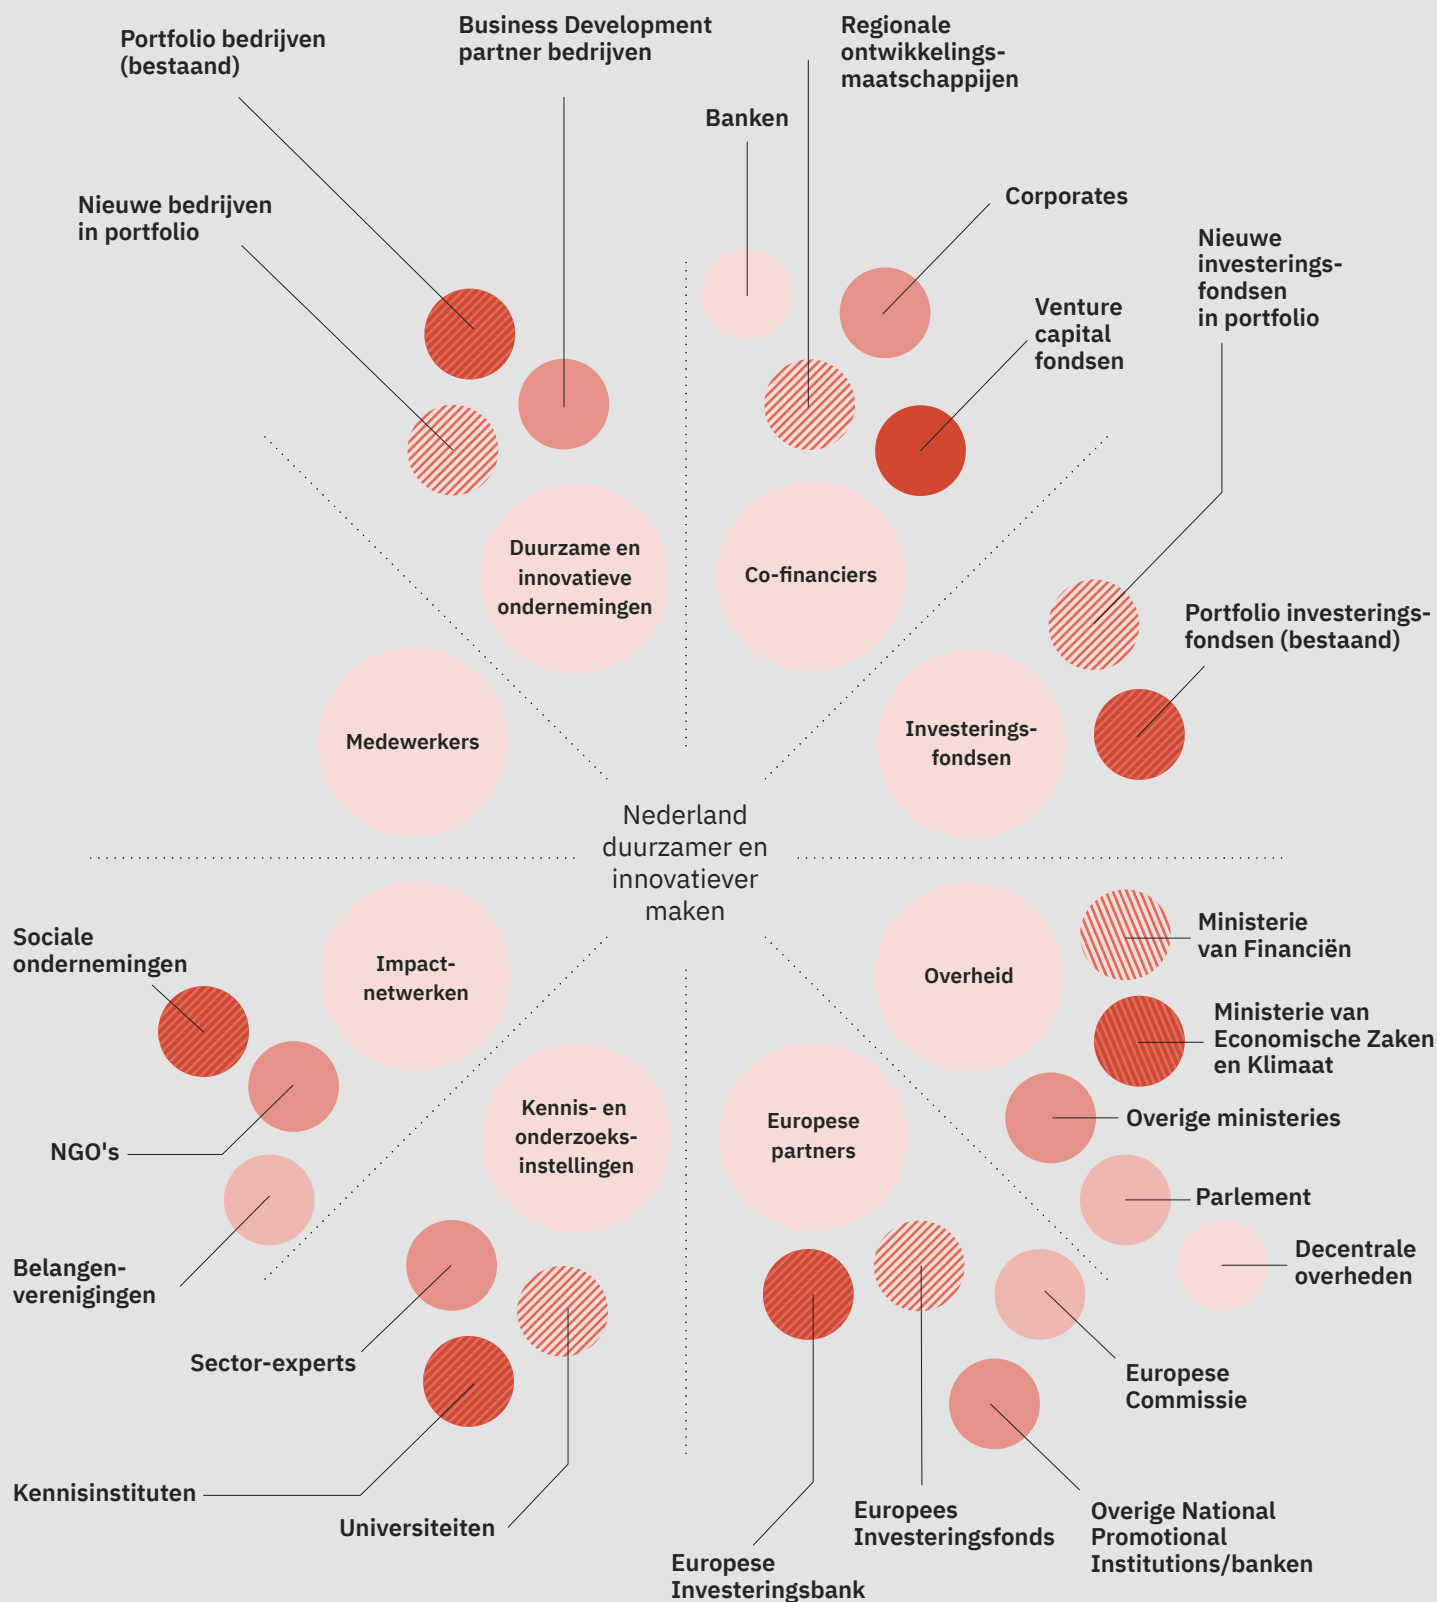 Portfolio bedrijven
(bestaand)
Business Development
partner bedrijven
Regionale
ontwikkelings-
maatschappijen
Banken
Nieuwe bedrijven
in portfolio
Corporates
Nieuwe
investerings-
fondsen
in portfolio
Venture
capital
fondsen
Duurzame en
innovatieve
ondernemingen
Co-financiers
Portfolio investerings-
fondsen (bestaand)
Medewerkers
Investerings-
fondsen
Nederland
duurzamer en
innovatiever
maken
Sociale
ondernemingen
Impact-
netwerken
Overheid
Ministerie
van Financiën
Ministerie van
Economische Zaken
en Klimaat
Kennis- en
onderzoeks-
instellingen
Europese
partners
Overige ministeries
NGO's
Parlement
Belangen-
verenigingen
Decentrale
overheden
Sector-experts
Europese
Commissie
Kennisinstituten
Universiteiten
Europees
Investeringsfonds
Overige National
Promotional
Institutions/banken
Europese
Investeringsbank